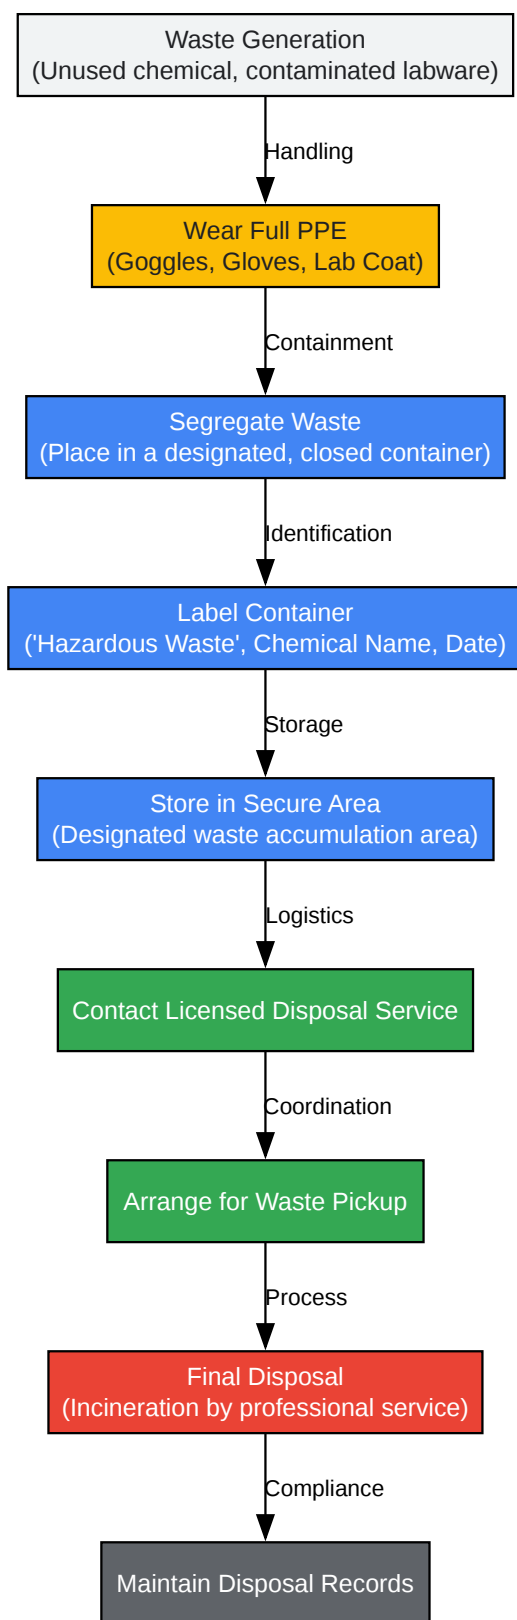 Waste Generation
(Unused chemical, contaminated labware)
Handling
Wear Full PPE
(Goggles, Gloves, Lab Coat)
Containment
Segregate Waste
(Place in a designated, closed container)
Identification
Label Container
('Hazardous Waste', Chemical Name, Date)
Storage
Store in Secure Area
(Designated waste accumulation area)
Logistics
Contact Licensed Disposal Service
Coordination
Arrange for Waste Pickup
Process
Final Disposal
(Incineration by professional service)
Compliance
Maintain Disposal Records